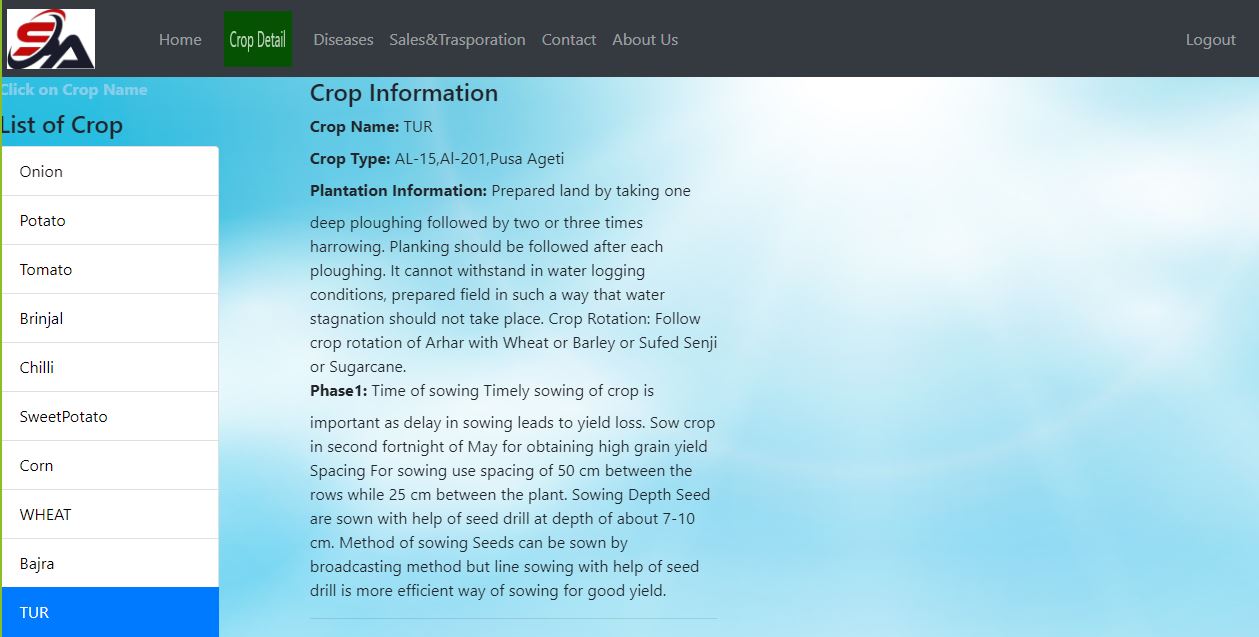 SA
Home
Crop Detail
Diseases
Sales&Trasporation
Contact
About Us
Logout
Click on Crop Name
List of Crop
Onion
Potato
Tomato
Brinjal
Chilli
SweetPotato
Corn
WHEAT
Bajra
TUR
Crop Information
Crop Name: TUR
Crop Type: AL-15,Al-201,Pusa Ageti
Plantation Information: Prepared land by taking one
deep ploughing followed by two or three times
harrowing. Planking should be followed after each
ploughing. It cannot withstand in water logging
conditions, prepared field in such a way that water
stagnation should not take place. Crop Rotation: Follow
crop rotation of Arhar with Wheat or Barley or Sufed Senji
or Sugarcane.
Phase1: Time of sowing Timely sowing of crop is
important as delay in sowing leads to yield loss. Sow crop
in second fortnight of May for obtaining high grain yield
Spacing For sowing use spacing of 50 cm between the
rows while 25 cm between the plant. Sowing Depth Seed
are sown with help of seed drill at depth of about 7-10
cm. Method of sowing Seeds can be sown by
broadcasting method but line sowing with help of seed
drill is more efficient way of sowing for good yield.